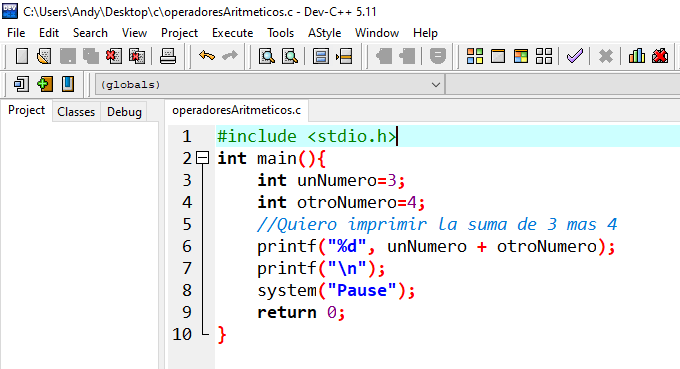 C:\Users\Andy\Desktop\c\operadoresAritmeticos.c - Dev-C++ 5.11
File Edit Search View Project Execute Tools AStyle Window Help
(globals)
Project Classes Debug
operadoresAritmeticos.c
1 #include <stdio.h>
2 int main(){
3 int unNumero=3;
4 int otroNumero=4;
5 //Quiero imprimir la suma de 3 mas 4
6 printf("%d", unNumero + otroNumero);
7 printf("\n");
8 system("Pause");
9 return 0;
10 }